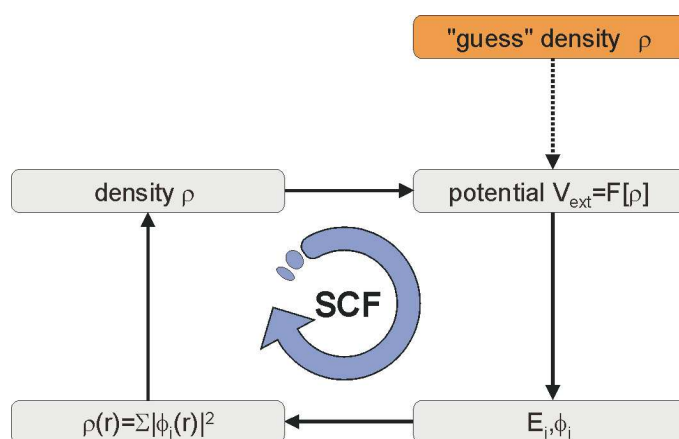 "guess" density ρ
density ρ
potential V_ext=F[ρ]
SCF
ρ(r)=Σ|ϕ_i(r)|²
E_i,ϕ_i